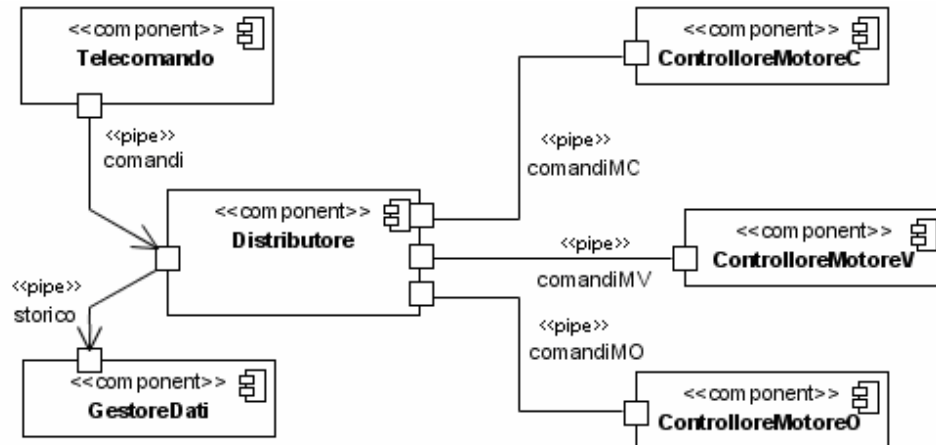 <<component>>
Telecomando
<<component>>
ControlloreMotoreC
<<pipe>>
comandi
<<pipe>>
comandiMC
<<component>>
Distributore
<<component>>
ControlloreMotoreV
<<pipe>>
comandiMV
<<pipe>>
storico
<<pipe>>
comandiMO
<<component>>
GestoreDati
<<component>>
ControlloreMotoreO